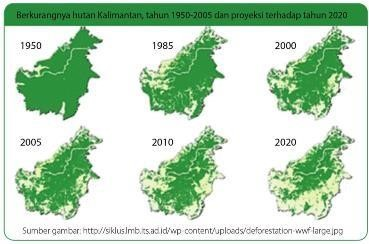 Berkurangnya hutan Kalimantan, tahun 1950-2005 dan proyeksi terhadap tahun 2020
1950 1985 2000
2005 2010 2020
Sumber gambar: http://siklus.lmb.its.ad.id/wp-content/uploads/deforestation-wwf-large.jpg